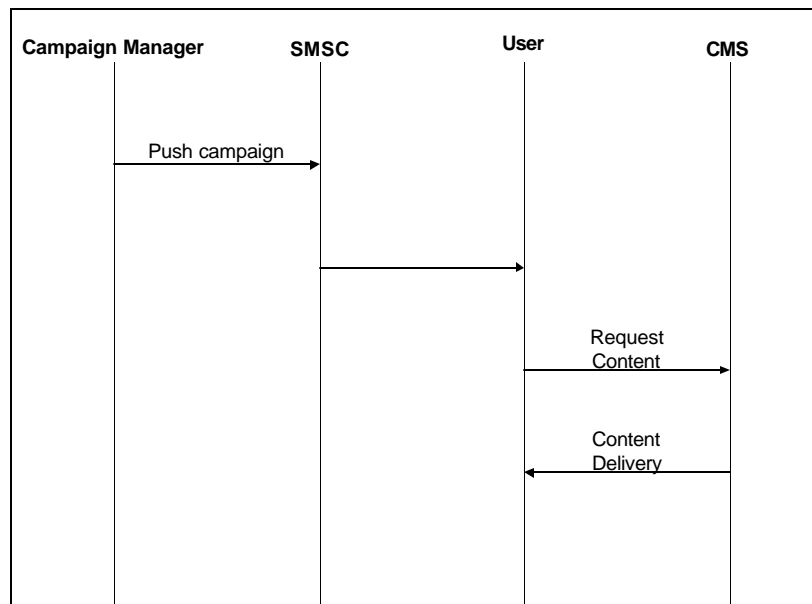 Campaign Manager SMSC User CMS
Push campaign
Request
Content
Content
Delivery